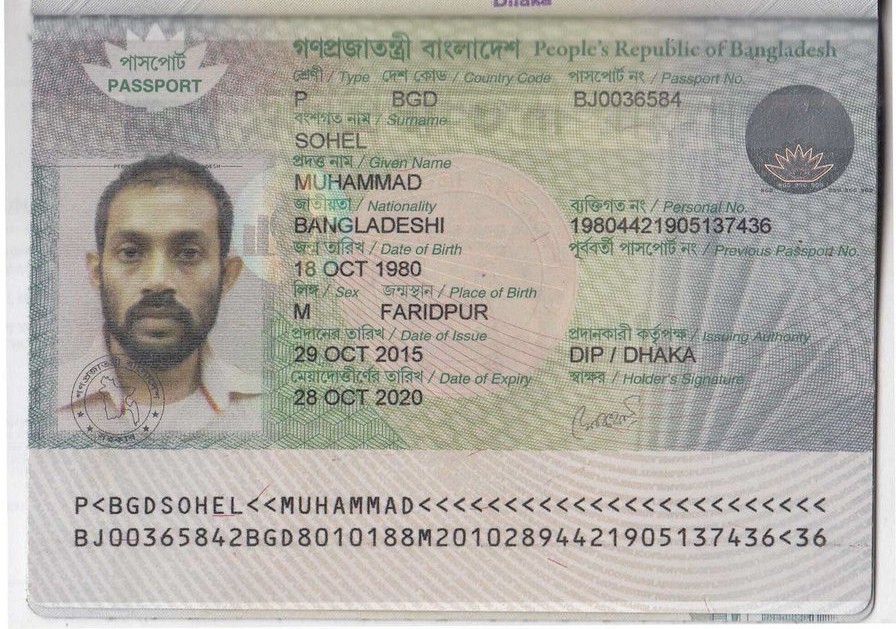 Dhaka
পাসপোর্ট
PASSPORT
গণপ্রজাতন্ত্রী বাংলাদেশ People's Republic of Bangladesh
শ্রেণী / Type দেশ কোড / Country Code পাসপোর্ট নং / Passport No.
P BGD BJ0036584
বংশগত নাম / Surname
SOHEL
প্রদত্ত নাম / Given Name
MUHAMMAD
জাতীয়তা / Nationality ব্যক্তিগত নং / Personal No.
BANGLADESHI 19804421905137436
জন্ম তারিখ / Date of Birth পূর্ববর্তী পাসপোর্ট নং / Previous Passport No.
18 OCT 1980
লিঙ্গ / Sex জন্মস্থান / Place of Birth
M FARIDPUR
প্রদানের তারিখ / Date of Issue প্রদানকারী কর্তৃপক্ষ / Issuing Authority
29 OCT 2015 DIP / DHAKA
মেয়াদোত্তীর্ণের তারিখ / Date of Expiry স্বাক্ষর / Holder's Signature
28 OCT 2020
P<BGDSOHEL<<MUHAMMAD<<<<<<<<<<<<<<<<<<<<<<<<
BJ00365842BGD8010188M20102894421905137436<36